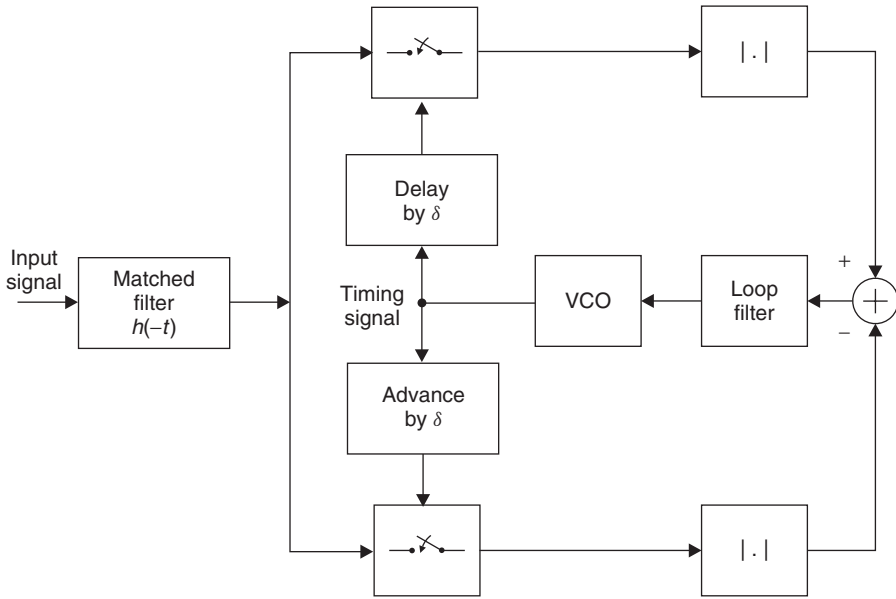 | . |
Delay
by δ
Input
signal
Matched
filter
h(−t)
Timing
signal
VCO
Loop
filter
+
+
−
Advance
by δ
| . |